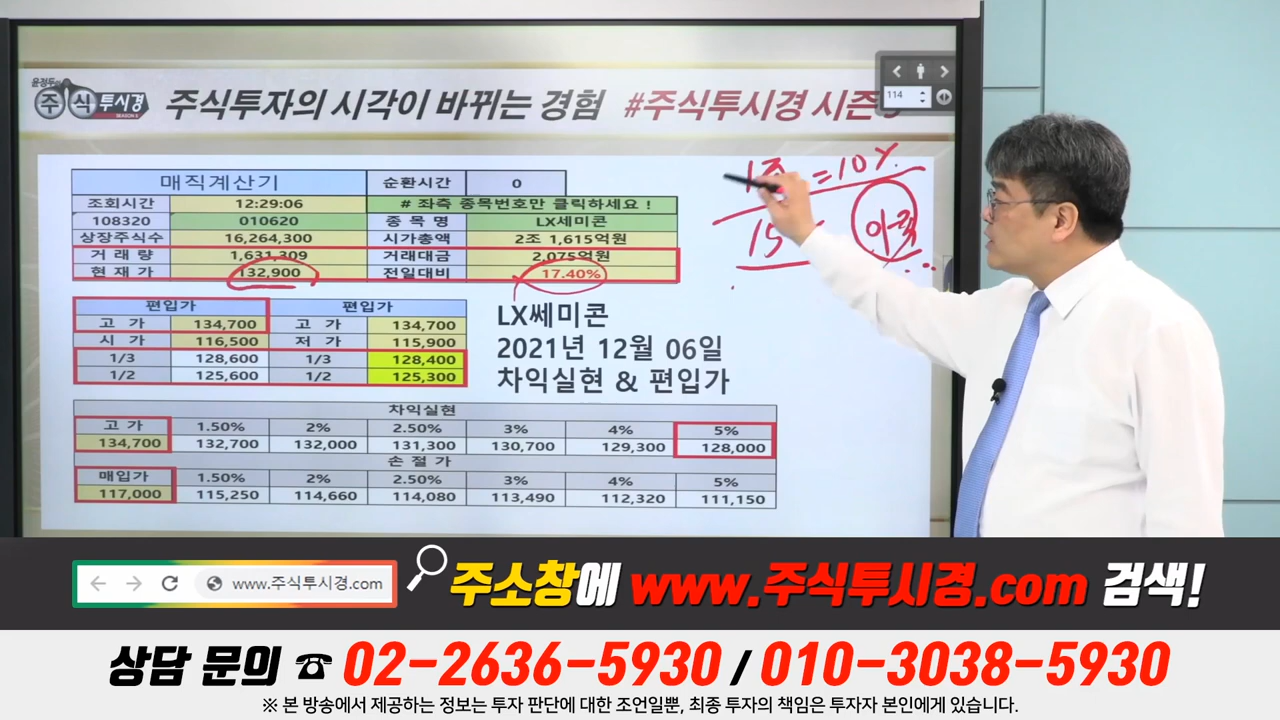 윤정두의
주식투시경
SEASON 3
주식투자의 시각이 바뀌는 경험 #주식투시경 시즌
114
매직계산기 순환시간 0
조회시간 12:29:06 # 좌측 종목번호만 클릭하세요 !
108320 010620 종 목 명 LX세미콘
상장주식수 16,264,300 시가총액 2조 1,615억원
거 래 량 1,631,309 거래대금 2,075억원
현 재 가 132,900 전일대비 17.40%
편입가 편입가
고 가 134,700 고 가 134,700
시 가 116,500 저 가 115,900
1/3 128,600 1/3 128,400
1/2 125,600 1/2 125,300
LX쎄미콘
2021년 12월 06일
차익실현 & 편입가
차익실현
고 가 1.50% 2% 2.50% 3% 4% 5%
134,700 132,700 132,000 131,300 130,700 129,300 128,000
손 절 가
매입가 1.50% 2% 2.50% 3% 4% 5%
117,000 115,250 114,660 114,080 113,490 112,320 111,150
= 10%
15
www.주식투시경.com
주소창에 www.주식투시경.com 검색!
상담 문의 ☎ 02-2636-5930 / 010-3038-5930
※ 본 방송에서 제공하는 정보는 투자 판단에 대한 조언일뿐, 최종 투자의 책임은 투자자 본인에게 있습니다.